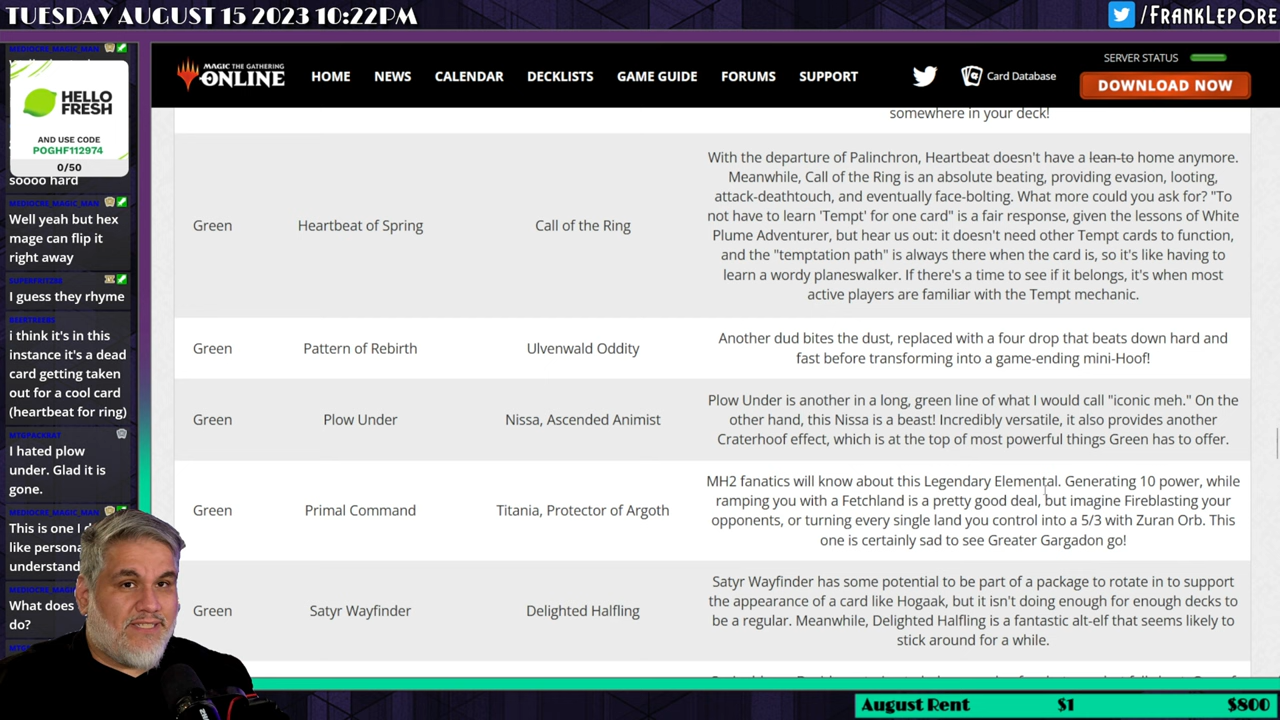 TUESDAY AUGUST 15 2023 10:22PM
/FRANKLEPORE
MEDIOCRE_MAGIC_MAN
HELLO
FRESH
AND USE CODE
POGHF112974
0/50
soooo hard
MEDIOCRE_MAGIC_MAN
Well yeah but hex
mage can flip it
right away
I guess they rhyme
i think it's in this
instance it's a dead
card getting taken
out for a cool card
(heartbeat for ring)
MTGPACKRAT
I hated plow
under. Glad it is
gone.
MEDIOCRE_MAGIC_MAN
This is one I
like persona
understand
MEDIOCRE_MAGIC_MAN
What does
do?
MAGIC THE GATHERING
ONLINE
HOME NEWS CALENDAR DECKLISTS GAME GUIDE FORUMS SUPPORT
Card Database
SERVER STATUS
DOWNLOAD NOW
somewhere in your deck!
Green
Heartbeat of Spring
Call of the Ring
With the departure of Palinchron, Heartbeat doesn't have a lean-to home anymore.
Meanwhile, Call of the Ring is an absolute beating, providing evasion, looting,
attack-deathtouch, and eventually face-bolting. What more could you ask for? "To
not have to learn 'Tempt' for one card" is a fair response, given the lessons of White
Plume Adventurer, but hear us out: it doesn't need other Tempt cards to function,
and the "temptation path" is always there when the card is, so it's like having to
learn a wordy planeswalker. If there's a time to see if it belongs, it's when most
active players are familiar with the Tempt mechanic.
Green
Pattern of Rebirth
Ulvenwald Oddity
Another dud bites the dust, replaced with a four drop that beats down hard and
fast before transforming into a game-ending mini-Hoof!
Green
Plow Under
Nissa, Ascended Animist
Plow Under is another in a long, green line of what I would call "iconic meh." On the
other hand, this Nissa is a beast! Incredibly versatile, it also provides another
Craterhoof effect, which is at the top of most powerful things Green has to offer.
Green
Primal Command
Titania, Protector of Argoth
MH2 fanatics will know about this Legendary Elemental. Generating 10 power, while
ramping you with a Fetchland is a pretty good deal, but imagine Fireblasting your
opponents, or turning every single land you control into a 5/3 with Zuran Orb. This
one is certainly sad to see Greater Gargadon go!
Green
Satyr Wayfinder
Delighted Halfling
Satyr Wayfinder has some potential to be part of a package to rotate in to support
the appearance of a card like Hogaak, but it isn't doing enough for enough decks to
be a regular. Meanwhile, Delighted Halfling is a fantastic alt-elf that seems likely to
stick around for a while.
August Rent $1 $800